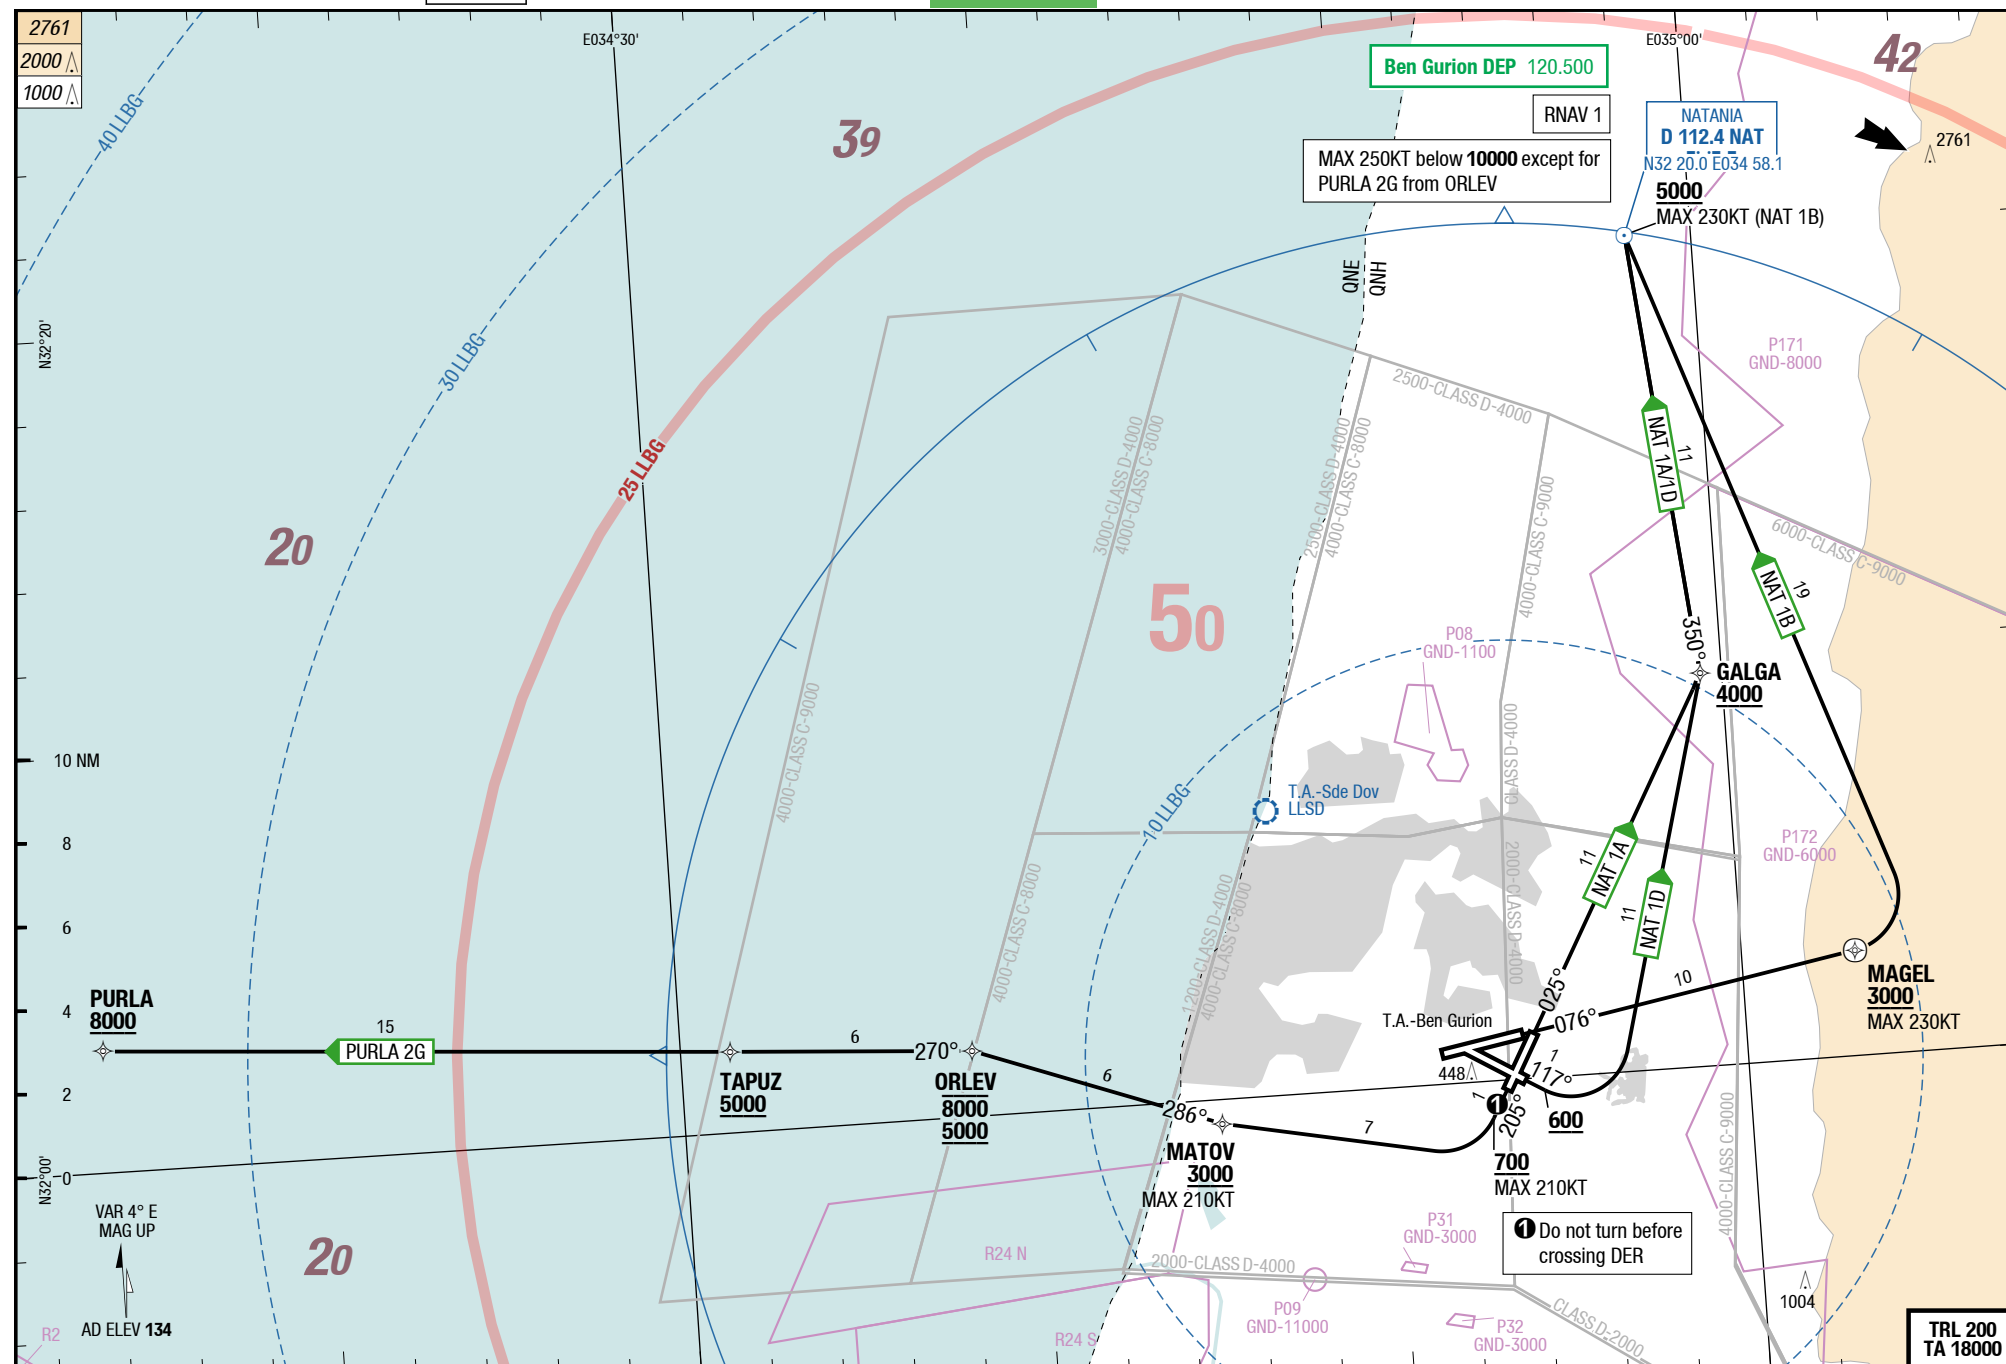 2761
2000
1000
E034°30'
E035°00'
42
39
40 LLBG
Ben Gurion DEP 120.500
RNAV 1
MAX 250KT below 10000 except for
PURLA 2G from ORLEV
NATANIA
D 112.4 NAT
N32 20.0 E034 58.1
5000
MAX 230KT (NAT 1B)
2761
QNE
QNH
N32°20'
30 LLBG
P171
GND-8000
2500-CLASS D-4000
3000-CLASS D-4000
4000-CLASS C-8000
2500-CLASS D-4000
4000-CLASS C-8000
4000-CLASS C-9000
NAT 1A/1D
11
25 LLBG
6000-CLASS C-9000
20
50
NAT 1B
19
P08
GND-1100
350°
GALGA
4000
4000-CLASS C-9000
CLASS D-4000
10 NM
8
6
4
2
0
T.A.-Sde Dov
LLSD
10 LLBG
P172
GND-6000
11
NAT 1A
11
NAT 1D
2000-CLASS D-4000
4000-CLASS C-8000
1200-CLASS D-4000
4000-CLASS C-8000
MAGEL
3000
MAX 230KT
10
025°
076°
T.A.-Ben Gurion
448
1
117°
1
205°
600
700
MAX 210KT
1
1 Do not turn before
crossing DER
PURLA
8000
15
PURLA 2G
6
270°
TAPUZ
5000
ORLEV
8000
5000
6
286°
MATOV
3000
MAX 210KT
7
4000-CLASS C-9000
N32°00'
VAR 4° E
MAG UP
AD ELEV 134
R2
20
R24 N
R24 S
2000-CLASS D-4000
P31
GND-3000
P09
GND-11000
P32
GND-3000
CLASS D-2000
1004
TRL 200
TA 18000